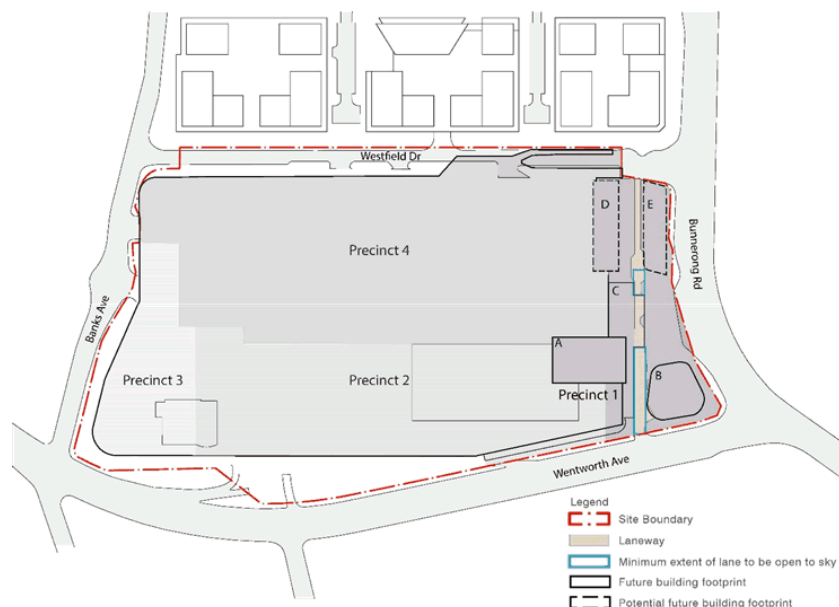 Westfield Dr
D
E
Precinct 4
Bunnerong Rd
C
Banks Ave
A
Precinct 3
Precinct 2
B
Precinct 1
Wentworth Ave
Legend
Site Boundary
Laneway
Minimum extent of lane to be open to sky
Future building footprint
Potential future building footprint